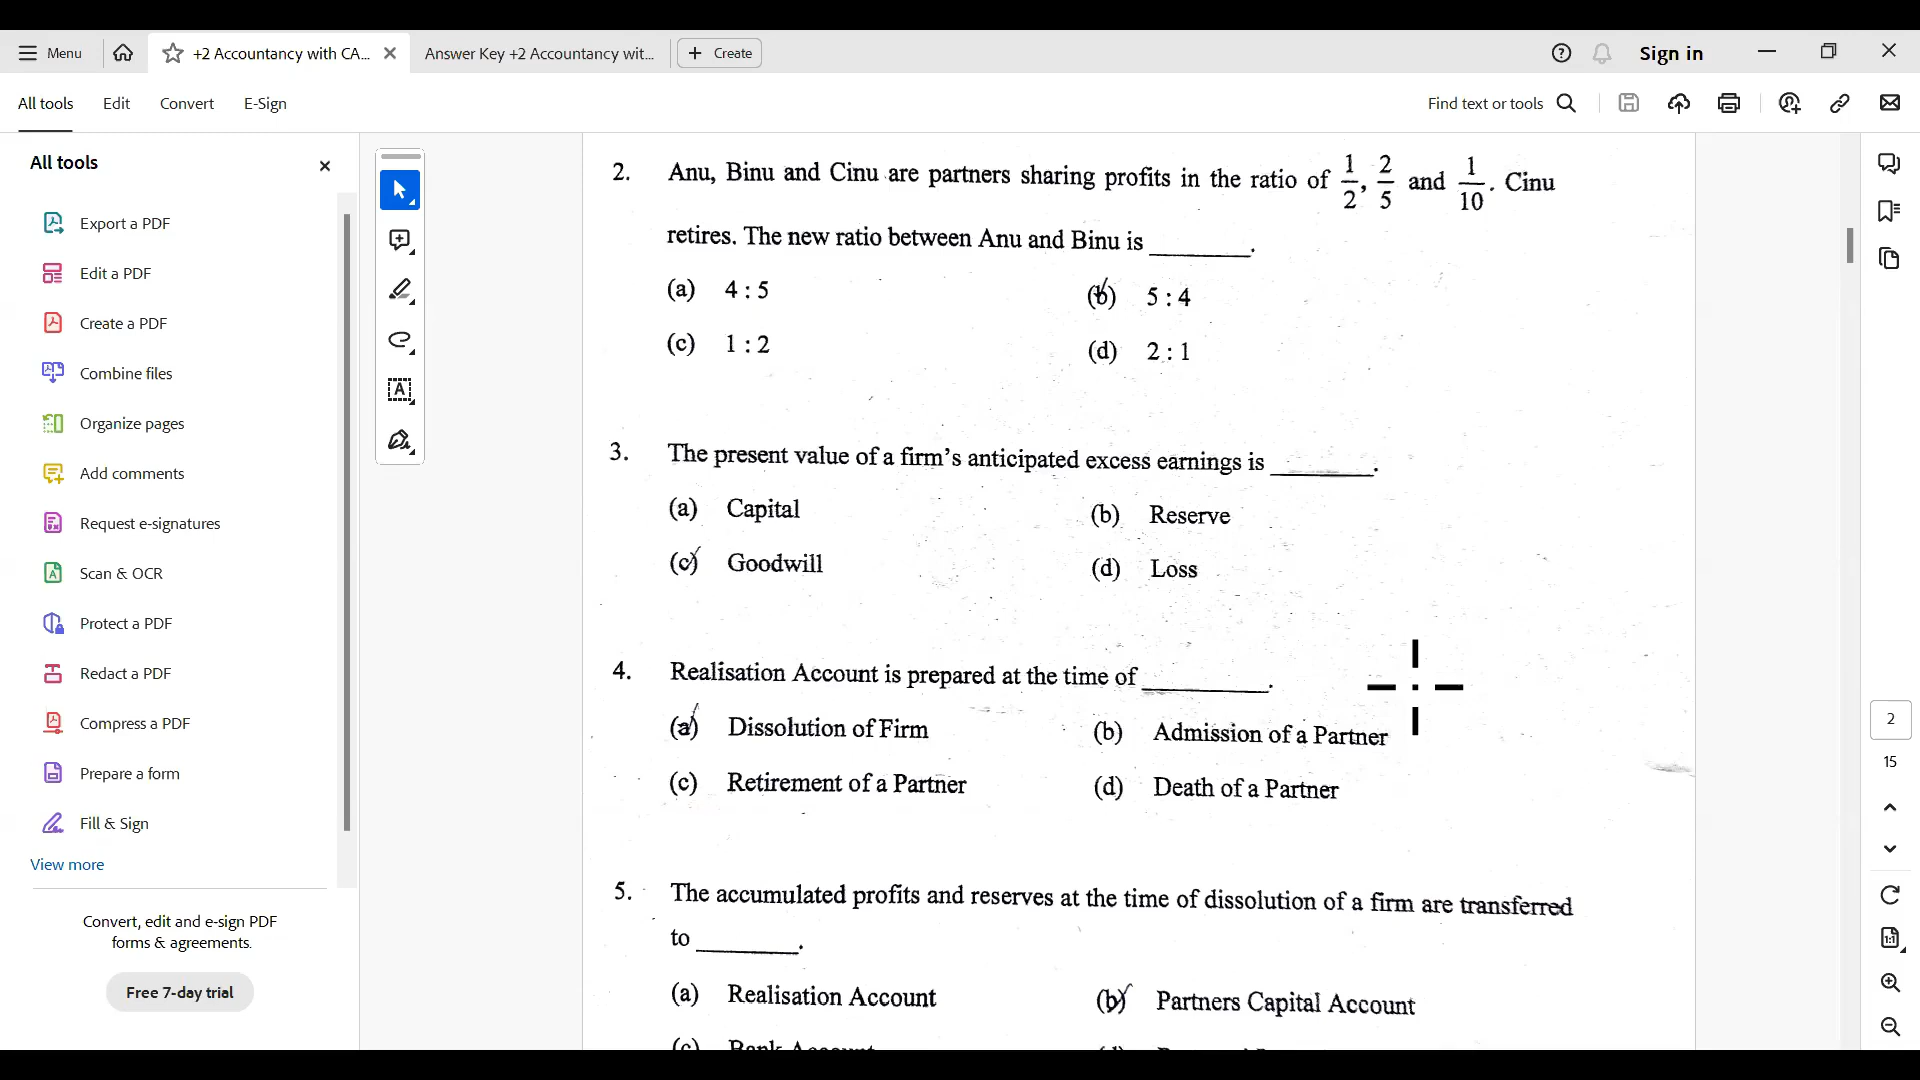 Menu
+2 Accountancy with CA...
Answer Key +2 Accountancy wit...
Create
Sign in
All tools
Edit
Convert
E-Sign
Find text or tools
All tools
Export a PDF
Edit a PDF
Create a PDF
Combine files
Organize pages
Add comments
Request e-signatures
Scan & OCR
Protect a PDF
Redact a PDF
Compress a PDF
Prepare a form
Fill & Sign
View more
Convert, edit and e-sign PDF
forms & agreements.
Free 7-day trial
2. Anu, Binu and Cinu are partners sharing profits in the ratio of 1/2, 2/5 and 1/10. Cinu
retires. The new ratio between Anu and Binu is ________.
(a) 4 : 5 (b) 5 : 4
(c) 1 : 2 (d) 2 : 1
3. The present value of a firm's anticipated excess earnings is ________.
(a) Capital (b) Reserve
(c) Goodwill (d) Loss
4. Realisation Account is prepared at the time of ________.
(a) Dissolution of Firm (b) Admission of a Partner
(c) Retirement of a Partner (d) Death of a Partner
5. The accumulated profits and reserves at the time of dissolution of a firm are transferred
to ________.
(a) Realisation Account (b) Partners Capital Account
(c) Bank Account
2
15